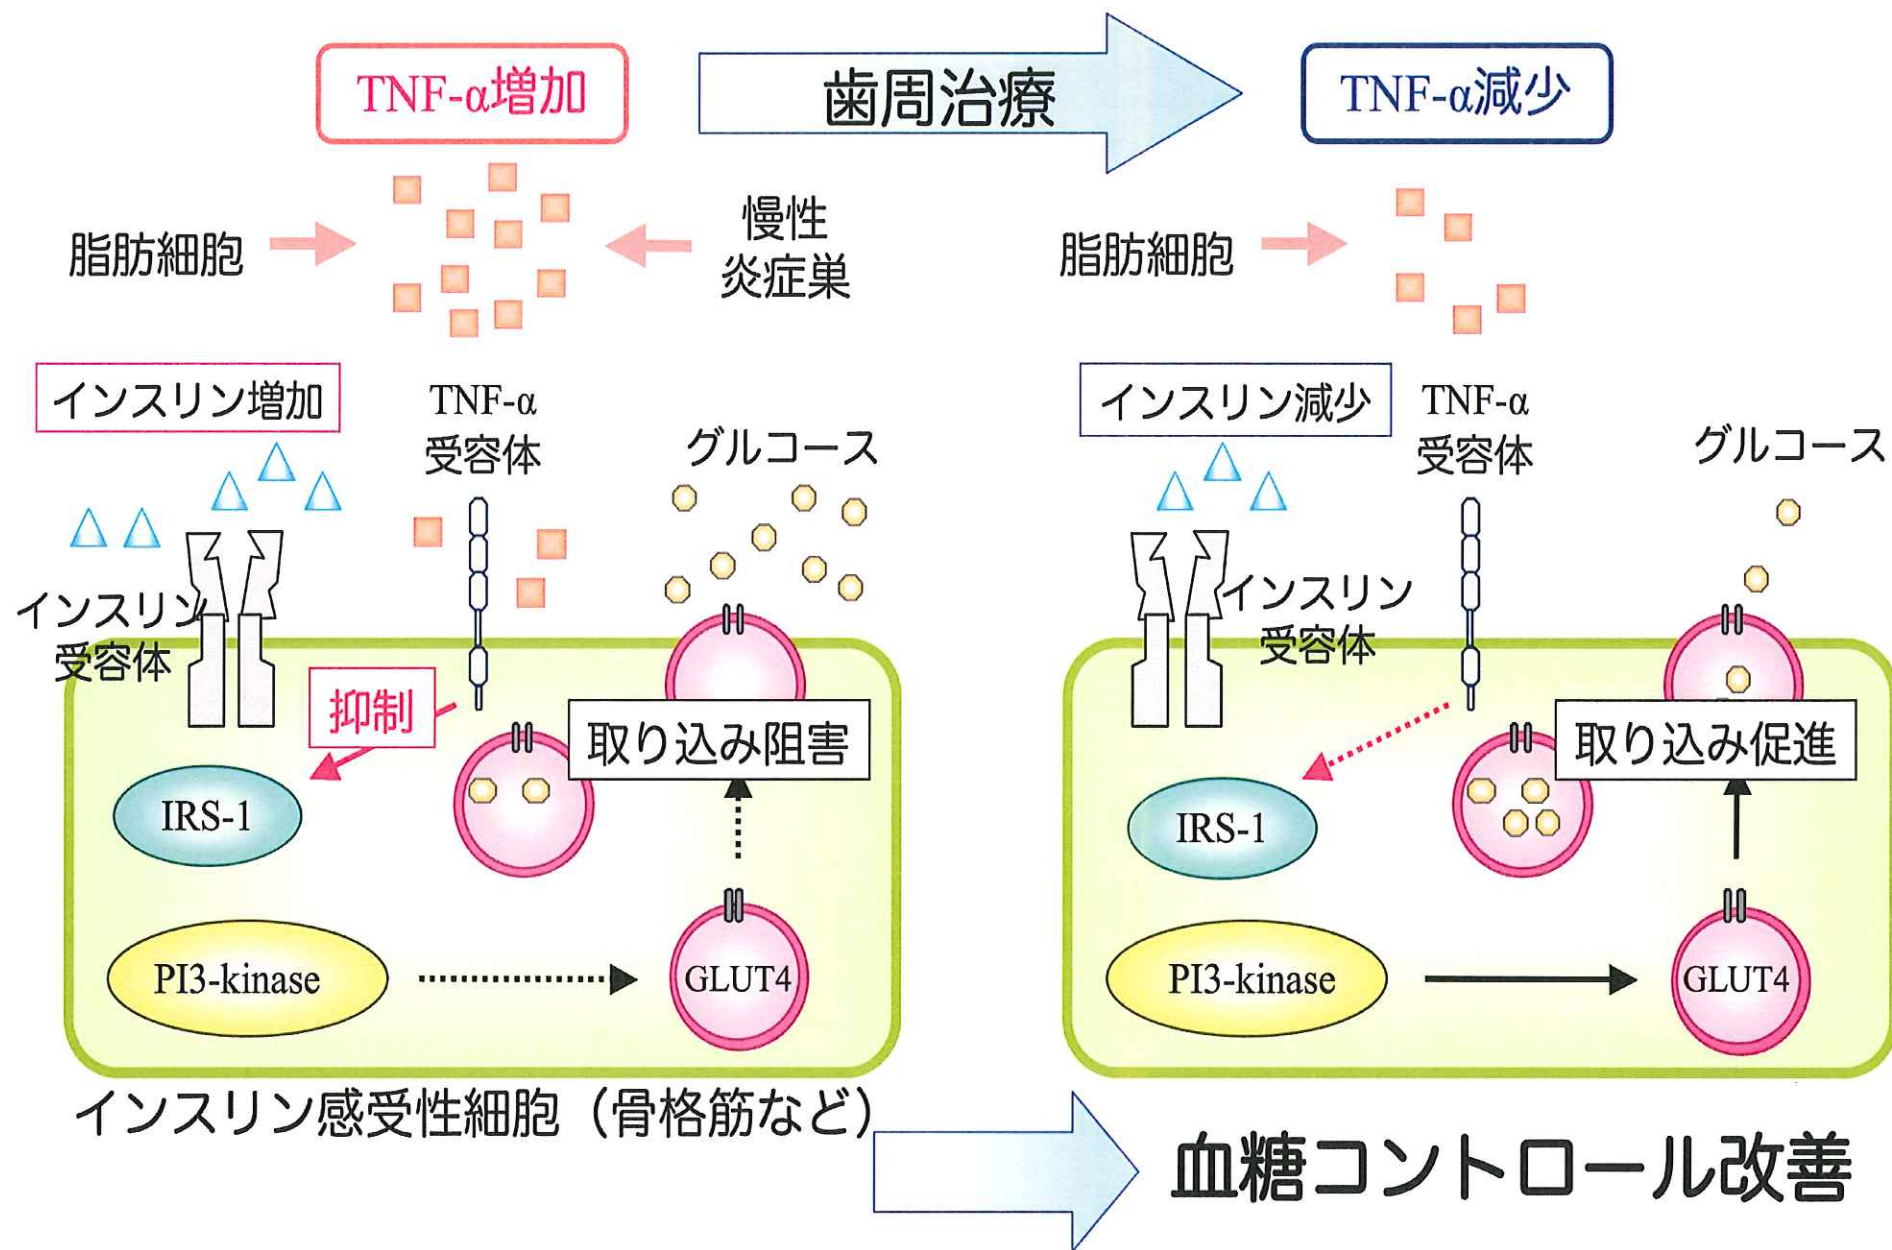 TNF-α増加
歯周治療
TNF-α減少
脂肪細胞
慢性
炎症巣
脂肪細胞
インスリン増加
TNF-α
受容体
グルコース
インスリン
受容体
抑制
取り込み阻害
IRS-1
PI3-kinase
GLUT4
インスリン感受性細胞（骨格筋など）
インスリン減少
TNF-α
受容体
グルコース
インスリン
受容体
取り込み促進
IRS-1
PI3-kinase
GLUT4
血糖コントロール改善